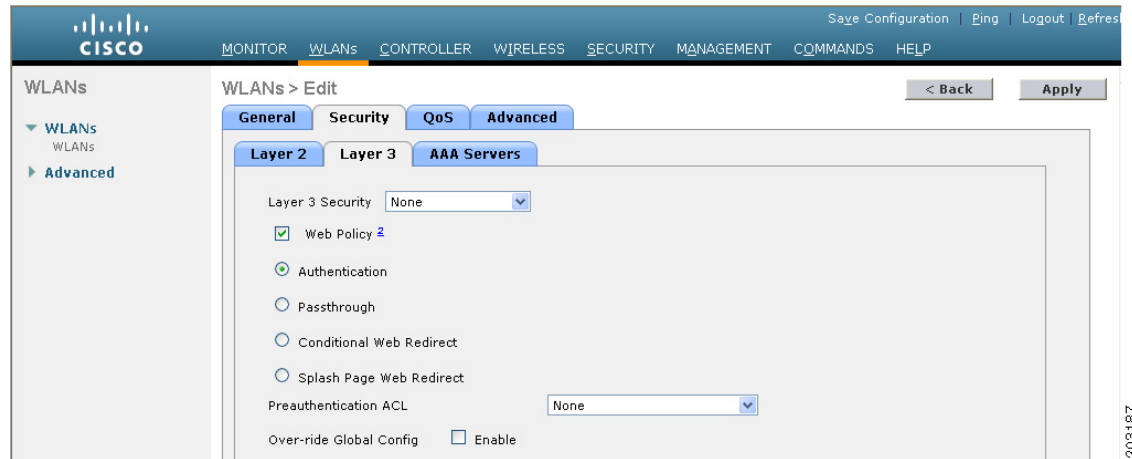 Save Configuration | Ping | Logout | Refres
CISCO
MONITOR WLANs CONTROLLER WIRELESS SECURITY MANAGEMENT COMMANDS HELP
WLANs
WLANs > Edit
< Back Apply
WLANs
WLANs
Advanced
General Security QoS Advanced
Layer 2 Layer 3 AAA Servers
Layer 3 Security None
Web Policy 2
Authentication
Passthrough
Conditional Web Redirect
Splash Page Web Redirect
Preauthentication ACL None
Over-ride Global Config Enable
203187